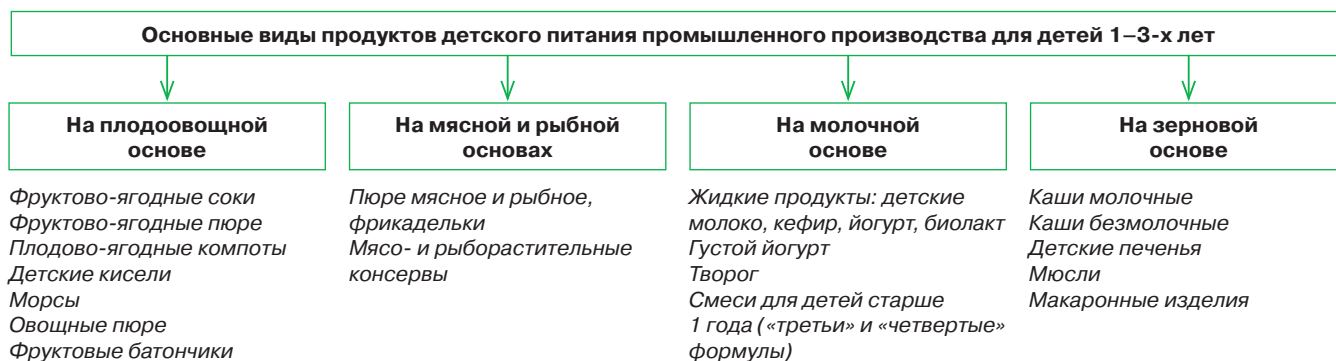 Основные виды продуктов детского питания промышленного производства для детей 1–3-х лет
На плодоовощной
основе
Фруктово-ягодные соки
Фруктово-ягодные пюре
Плодово-ягодные компоты
Детские кисели
Морсы
Овощные пюре
Фруктовые батончики
На мясной и рыбной
основах
Пюре мясное и рыбное,
фрикадельки
Мясо- и рыборастительные
консервы
На молочной
основе
Жидкие продукты: детские
молоко, кефир, йогурт, биолакт
Густой йогурт
Творог
Смеси для детей старше
1 года («третьи» и «четвертые»
формулы)
На зерновой
основе
Каши молочные
Каши безмолочные
Детские печенья
Мюсли
Макаронные изделия